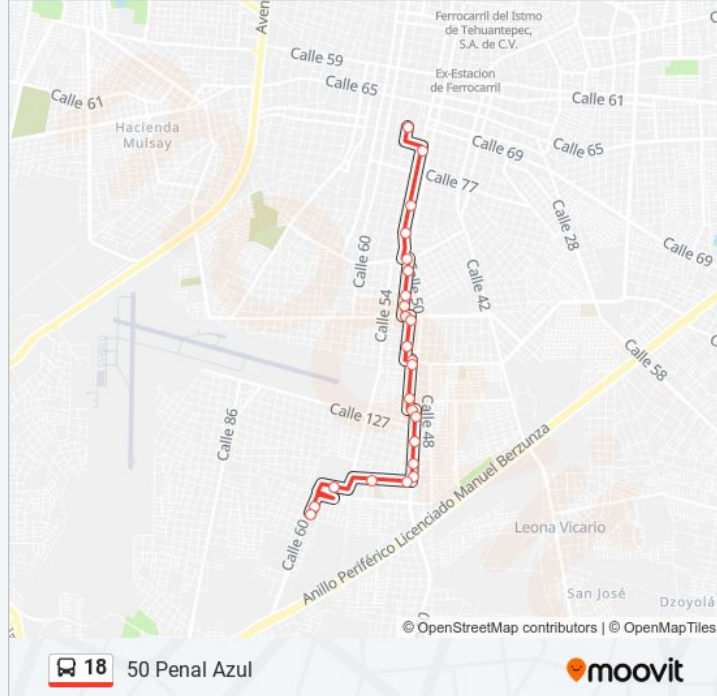 Ferrocarril del Istmo
de Tehuantepec,
S.A. de C.V.
Aven
Calle 59
Calle 65
Ex-Estacion
de Ferrocarril
Calle 61
Calle 61
Hacienda
Mulsay
Calle 69
Calle 65
Calle 77
Calle 28
Calle 60
Calle 69
Calle 42
Calle 50
Calle 54
Calle 58
Calle 86
Calle 127
Calle 48
Anillo Periférico Licenciado Manuel Berzunza
Calle 60
Leona Vicario
San José
Dzoyolá
© OpenStreetMap contributors | © OpenMapTiles
18 50 Penal Azul
moovit